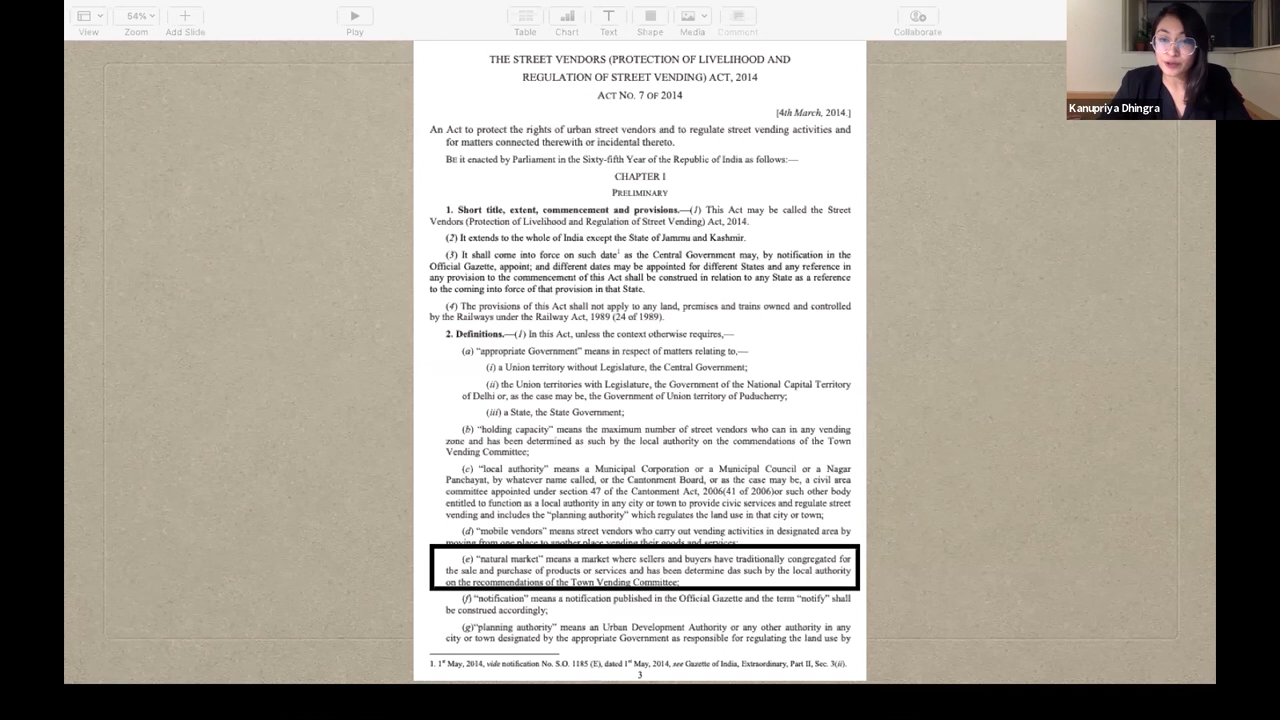 54%
View Zoom Add Slide Play Table Chart Text Shape Media Comment Collaborate
Kanupriya Dhingra
THE STREET VENDORS (PROTECTION OF LIVELIHOOD AND
REGULATION OF STREET VENDING) ACT, 2014
ACT NO. 7 OF 2014
[4th March, 2014.]
An Act to protect the rights of urban street vendors and to regulate street vending activities and
for matters connected therewith or incidental thereto.
BE it enacted by Parliament in the Sixty-fifth Year of the Republic of India as follows:—
CHAPTER I
PRELIMINARY
1. Short title, extent, commencement and provisions.—(1) This Act may be called the Street
Vendors (Protection of Livelihood and Regulation of Street Vending) Act, 2014.
(2) It extends to the whole of India except the State of Jammu and Kashmir.
(3) It shall come into force on such date1 as the Central Government may, by notification in the
Official Gazette, appoint; and different dates may be appointed for different States and any reference in
any provision to the commencement of this Act shall be construed in relation to any State as a reference
to the coming into force of that provision in that State.
(4) The provisions of this Act shall not apply to any land, premises and trains owned and controlled
by the Railways under the Railway Act, 1989 (24 of 1989).
2. Definitions.—(1) In this Act, unless the context otherwise requires,—
(a) “appropriate Government” means in respect of matters relating to,—
(i) a Union territory without Legislature, the Central Government;
(ii) the Union territories with Legislature, the Government of the National Capital Territory
of Delhi or, as the case may be, the Government of Union territory of Puducherry;
(iii) a State, the State Government;
(b) “holding capacity” means the maximum number of street vendors who can in any vending
zone and has been determined as such by the local authority on the commendations of the Town
Vending Committee;
(c) “local authority” means a Municipal Corporation or a Municipal Council or a Nagar
Panchayat, by whatever name called, or the Cantonment Board, or as the case may be, a civil area
committee appointed under section 47 of the Cantonment Act, 2006(41 of 2006)or such other body
entitled to function as a local authority in any city or town to provide civic services and regulate street
vending and includes the “planning authority” which regulates the land use in that city or town;
(d) “mobile vendors” means street vendors who carry out vending activities in designated area by
moving from one place to another place vending their goods and services;
(e) “natural market” means a market where sellers and buyers have traditionally congregated for
the sale and purchase of products or services and has been determine das such by the local authority
on the recommendations of the Town Vending Committee;
(f) “notification” means a notification published in the Official Gazette and the term “notify” shall
be construed accordingly;
(g)“planning authority” means an Urban Development Authority or any other authority in any
city or town designated by the appropriate Government as responsible for regulating the land use by
1. 1st May, 2014, vide notification No. S.O. 1185 (E), dated 1st May, 2014, see Gazette of India, Extraordinary, Part II, Sec. 3(ii).
3